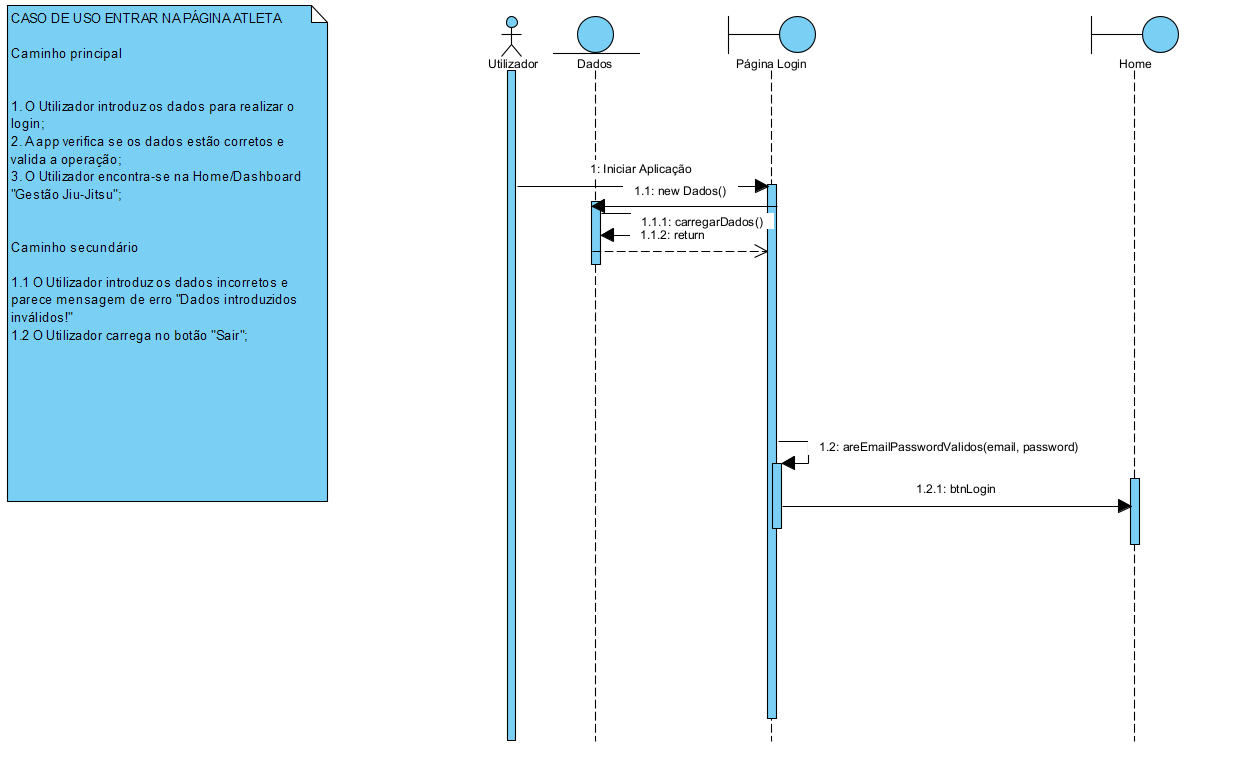 CASO DE USO ENTRAR NA PÁGINA ATLETA
Caminho principal
1. O Utilizador introduz os dados para realizar o
login;
2. A app verifica se os dados estão corretos e
valida a operação;
3. O Utilizador encontra-se na Home/Dashboard
"Gestão Jiu-Jitsu";
Caminho secundário
1.1 O Utilizador introduz os dados incorretos e
parece mensagem de erro "Dados introduzidos
inválidos!"
1.2 O Utilizador carrega no botão "Sair";
Utilizador
Dados
Página Login
Home
1: Iniciar Aplicação
1.1: new Dados()
1.1.1: carregarDados()
1.1.2: return
1.2: areEmailPasswordValidos(email, password)
1.2.1: btnLogin